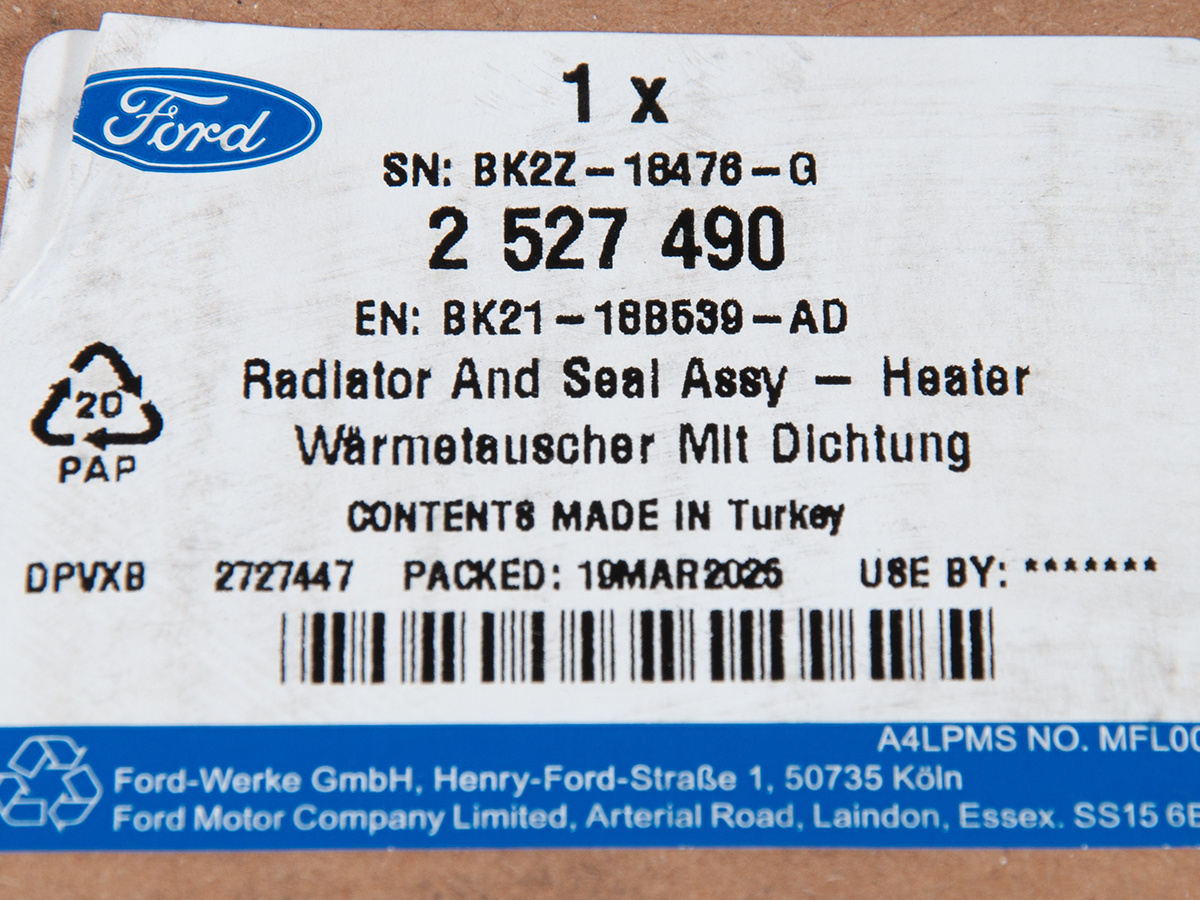 Ford
1 x
SN: BK2Z-18476-G
2 527 490
EN: BK21-18B539-AD
Radiator And Seal Assy - Heater
Wärmetauscher Mit Dichtung
20
PAP
CONTENTS MADE IN Turkey
DPVXB 2727447 PACKED: 19MAR2025 USE BY: *******
A4LPMS NO. MFL00
Ford-Werke GmbH, Henry-Ford-Straße 1, 50735 Köln
Ford Motor Company Limited, Arterial Road, Laindon, Essex. SS15 6E